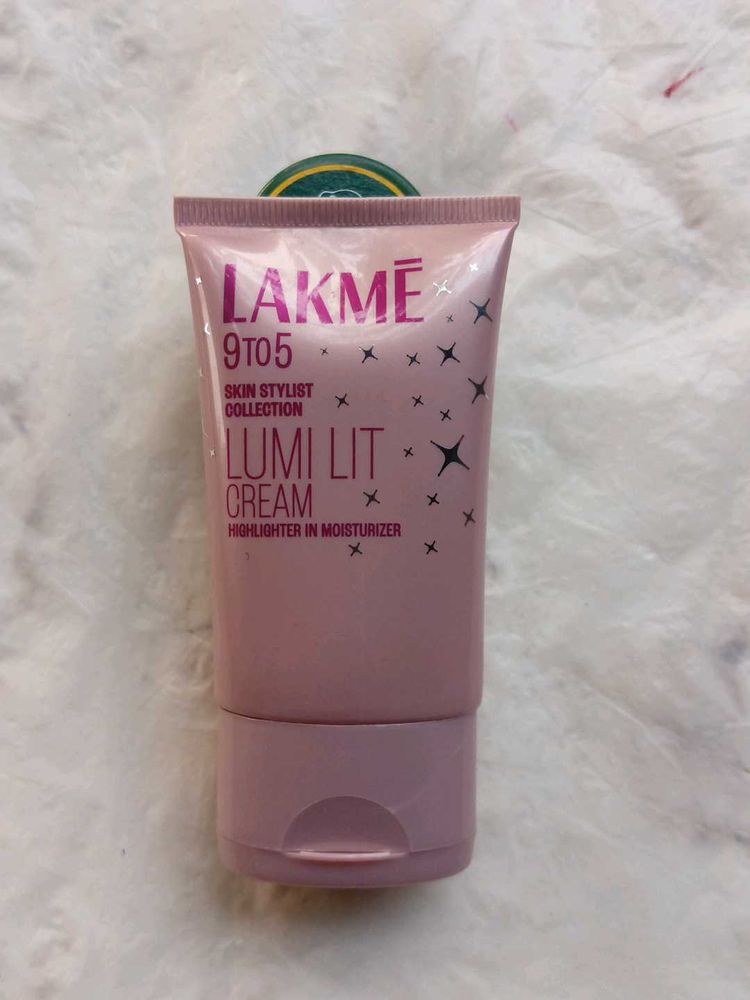 LAKMĒ
9TO5
SKIN STYLIST
COLLECTION
LUMI LIT
CREAM
HIGHLIGHTER IN MOISTURIZER